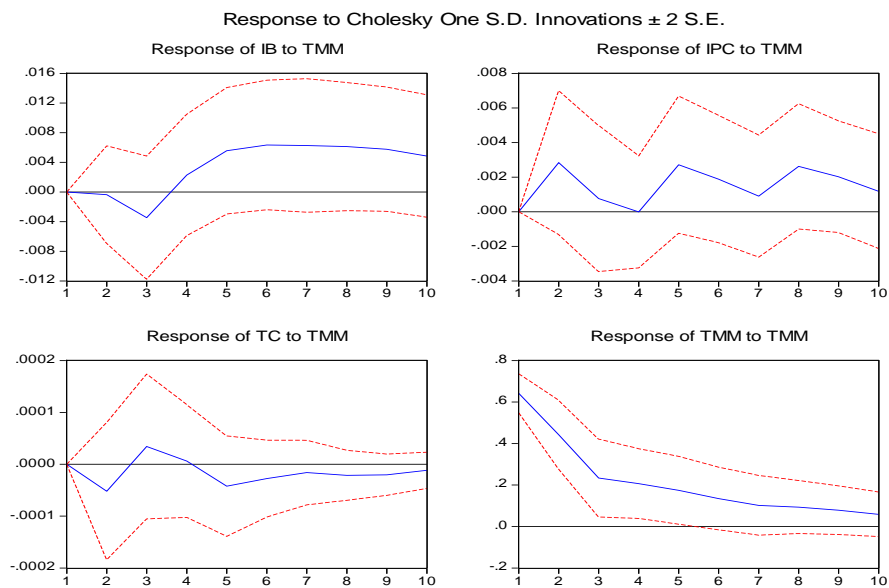 Response to Cholesky One S.D. Innovations ± 2 S.E.
Response of IB to TMM
.016
.012
.008
.004
.000
-.004
-.008
-.012
1 2 3 4 5 6 7 8 9 10
Response of IPC to TMM
.008
.006
.004
.002
.000
-.002
-.004
1 2 3 4 5 6 7 8 9 10
Response of TC to TMM
.0002
.0001
.0000
-.0001
-.0002
1 2 3 4 5 6 7 8 9 10
Response of TMM to TMM
.8
.6
.4
.2
.0
-.2
1 2 3 4 5 6 7 8 9 10